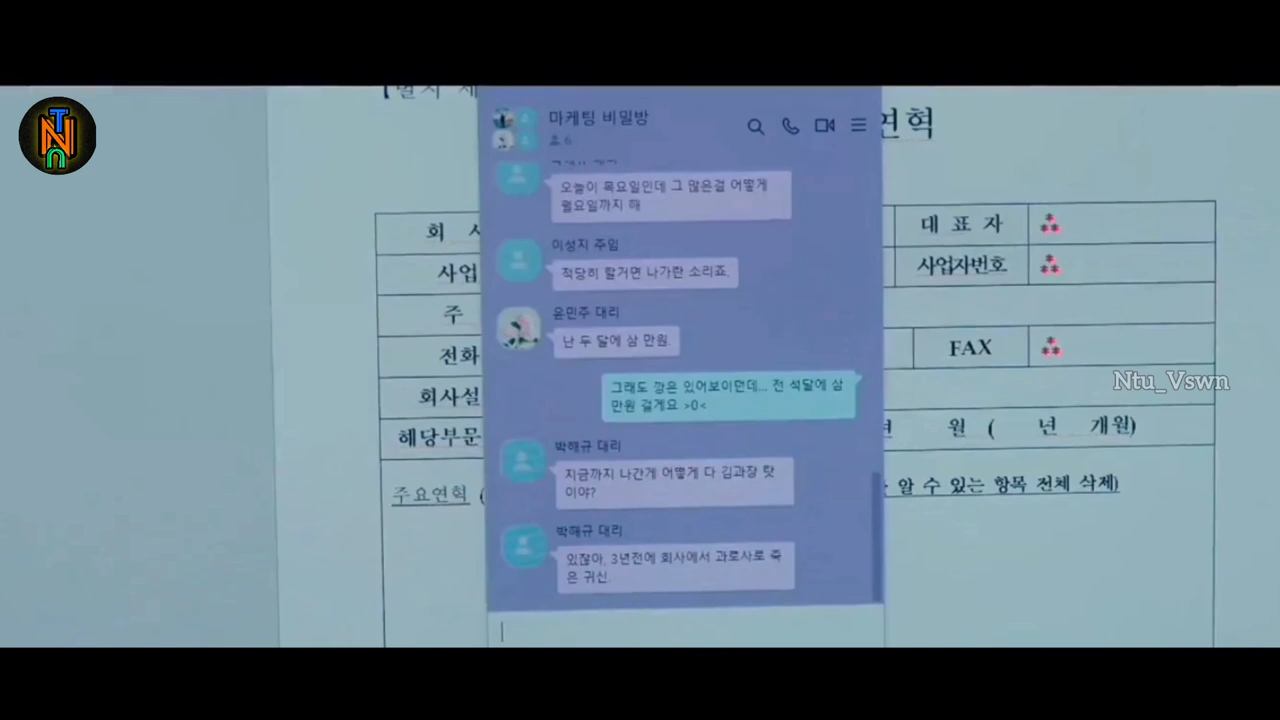 TNn
마케팅 비밀방
6
연혁
오늘이 목요일인데 그 많은걸 어떻게
월요일까지 해
이성지 주임
적당히 할거면 나가란 소리죠.
윤민주 대리
난 두 달에 삼 만원.
그래도 깡은 있어보이던데... 전 석달에 삼
만원 걸게요 >0<
박해규 대리
지금까지 나간게 어떻게 다 김과장 탓
이야?
박해규 대리
있잖아, 3년전에 회사에서 과로사로 죽
은 귀신.
회
대 표 자
사업
사업자번호
주
전화
FAX
회사설
해당부문
월 ( 년 개월)
주요연혁 (
알 수 있는 항목 전체 삭제)
Ntu_Vswn